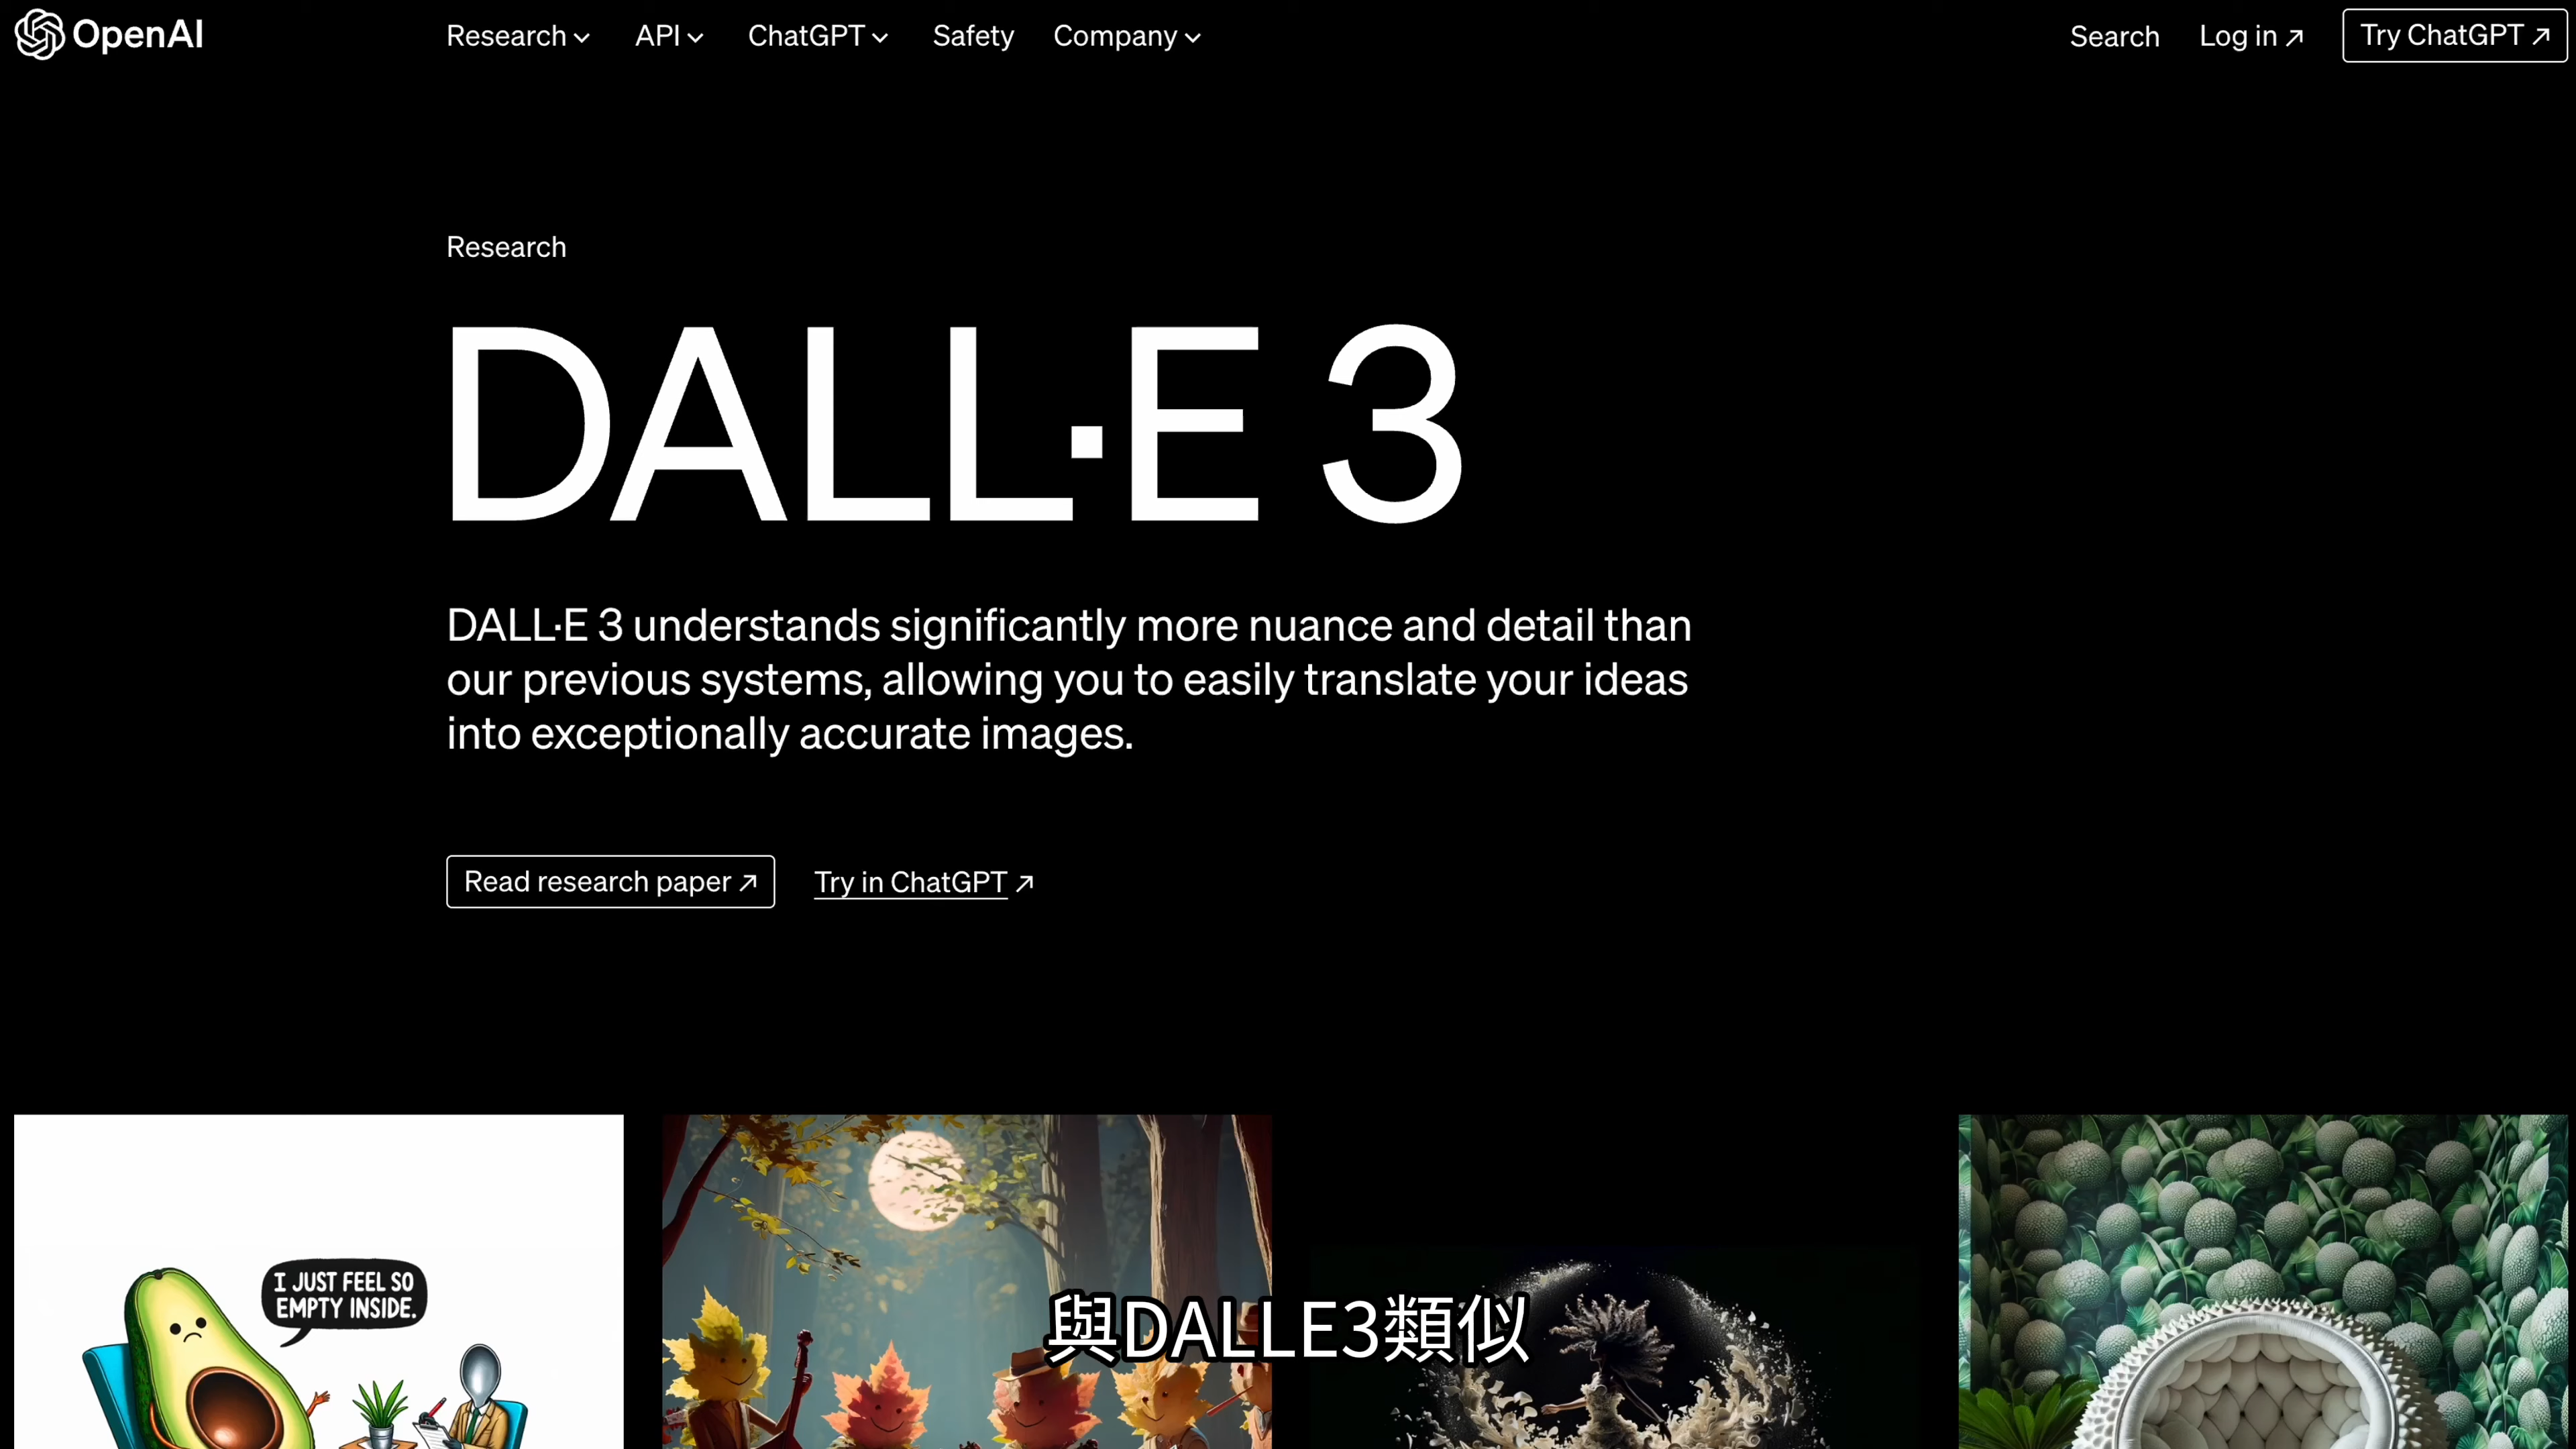 OpenAI
Research
API
ChatGPT
Safety
Company
Search
Log in ↗
Try ChatGPT ↗
Research
DALL·E 3
DALL·E 3 understands significantly more nuance and detail than
our previous systems, allowing you to easily translate your ideas
into exceptionally accurate images.
Read research paper ↗
Try in ChatGPT ↗
I JUST FEEL SO
EMPTY INSIDE.
與DALLE3類似